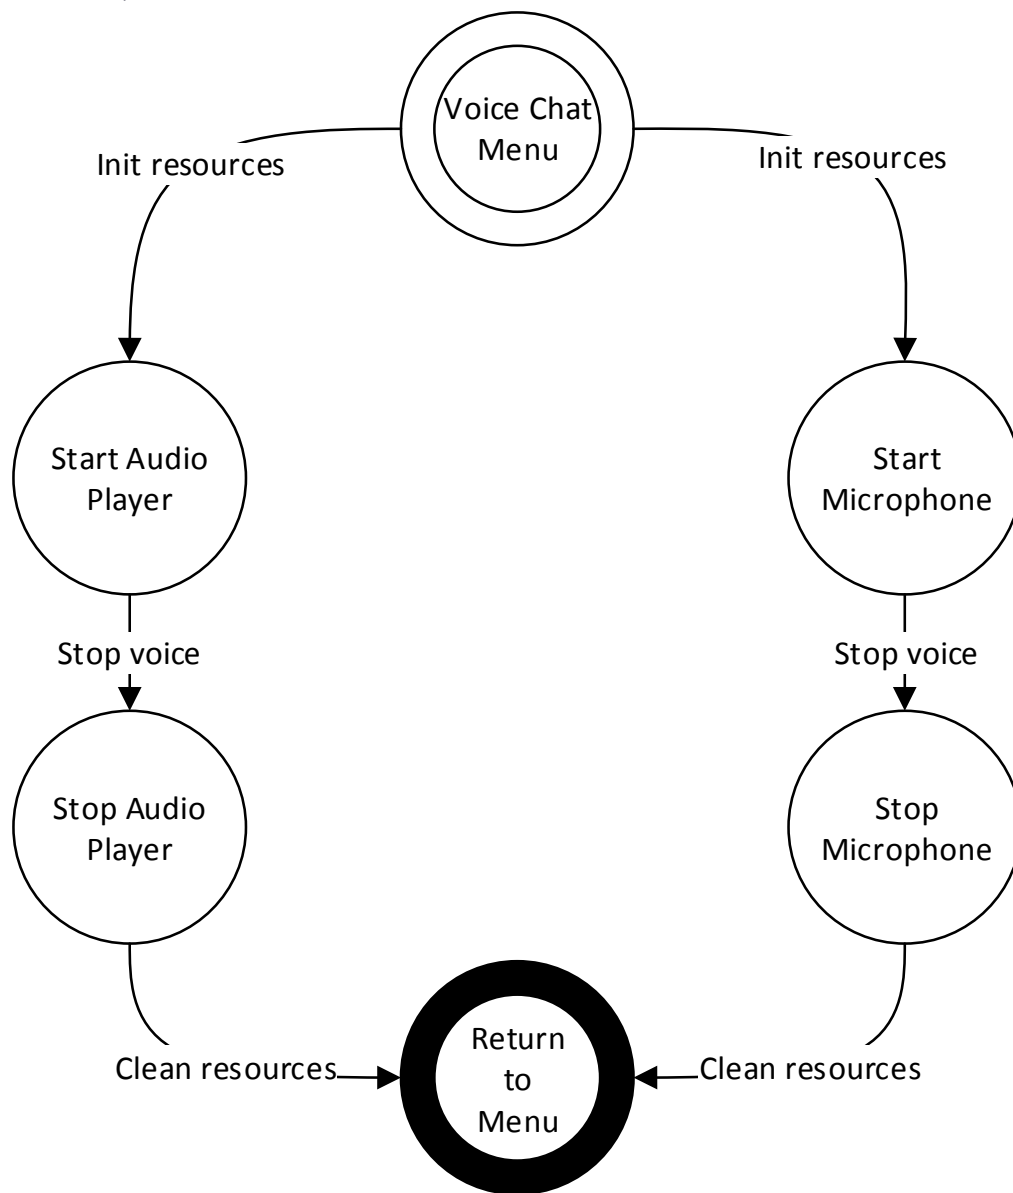 Voice Chat
Menu
Init resources
Init resources
Start Audio
Player
Start
Microphone
Stop voice
Stop voice
Stop Audio
Player
Stop
Microphone
Clean resources
Return
to
Menu
Clean resources